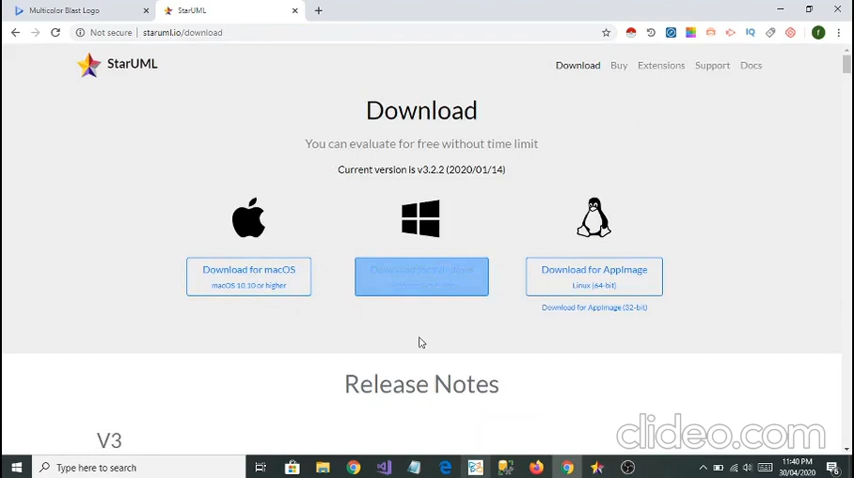 Multicolor Blast Logo
StarUML
Not secure
staruml.io/download
IQ
f
StarUML
Download
Buy
Extensions
Support
Docs
Download
You can evaluate for free without time limit
Current version is v3.2.2 (2020/01/14)
Download for macOS
macOS 10.10 or higher
Download for AppImage
Linux (64-bit)
Download for AppImage (32-bit)
Release Notes
V3
clideo.com
Type here to search
11:40 PM
30/04/2020